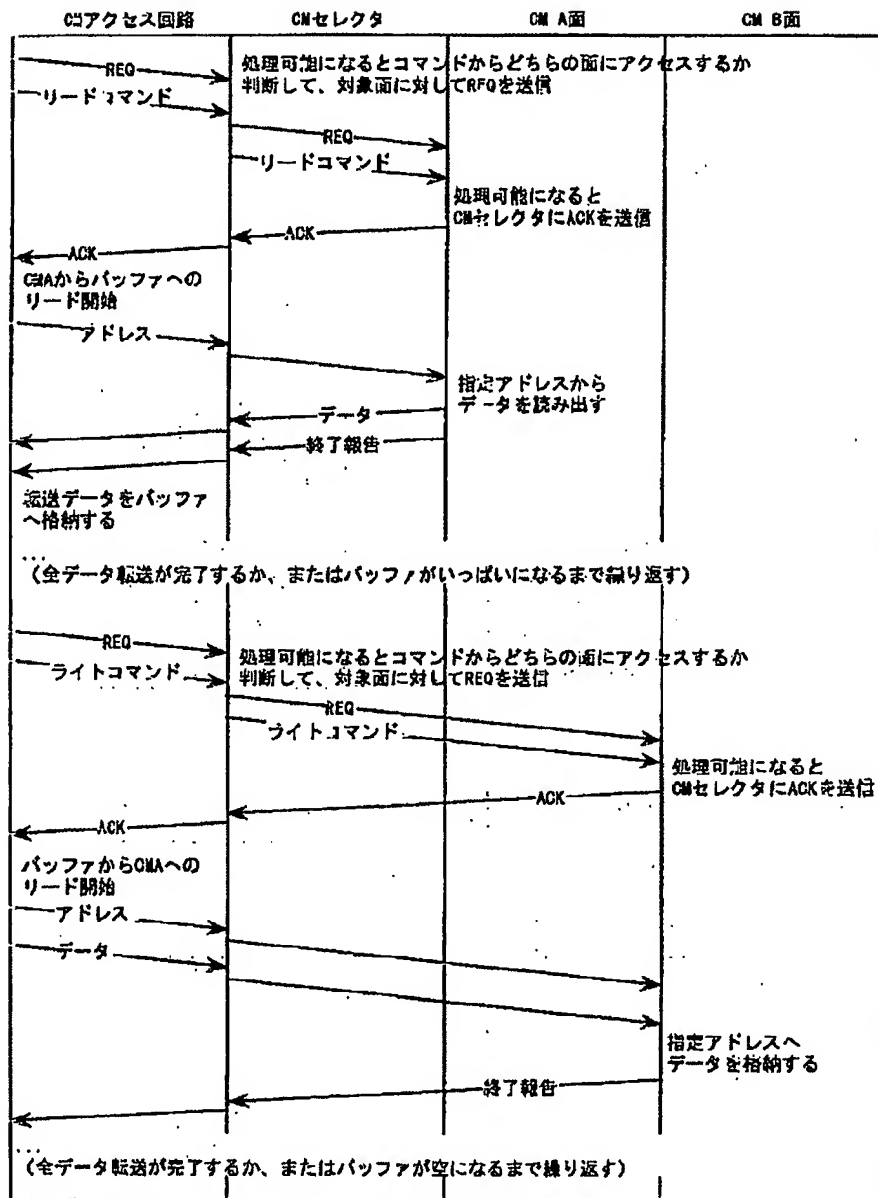 CMアクセス回路 CMセレクタ CM A面 CM B面
REQ
処理可能になるとコマンドからどちらの面にアクセスするか
リードコマンド
判断して、対象面に対してREQを送信
REQ
リードコマンド
処理可能になると
CMセレクタにACKを送信
ACK
ACK
CMAからバッファへの
リード開始
アドレス
指定アドレスから
データを読み出す
データ
終了報告
転送データをバッファ
へ格納する
...
(全データ転送が完了するか、またはバッファがいっぱいになるまで繰り返す)
REQ
処理可能になるとコマンドからどちらの面にアクセスするか
ライトコマンド
判断して、対象面に対してREQを送信
REQ
ライトコマンド
処理可能になると
CMセレクタにACKを送信
ACK
ACK
バッファからCMAへの
リード開始
アドレス
データ
指定アドレスへ
データを格納する
終了報告
...
(全データ転送が完了するか、またはバッファが空になるまで繰り返す)